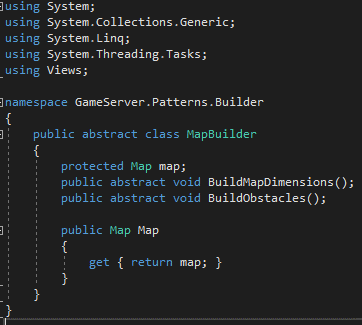 using System;
using System.Collections.Generic;
using System.Linq;
using System.Threading.Tasks;
using Views;

namespace GameServer.Patterns.Builder
{
    public abstract class MapBuilder
    {
        protected Map map;
        public abstract void BuildMapDimensions();
        public abstract void BuildObstacles();

        public Map Map
        {
            get { return map; }
        }
    }
}